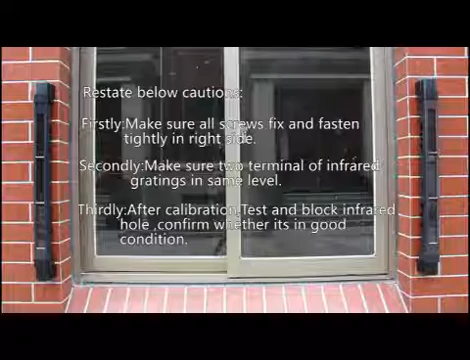 Restate below cautions:
Firstly:Make sure all screws fix and fasten
tightly in right side.
Secondly:Make sure two terminal of infrared
gratings in same level.
Thirdly:After calibration,Test and block infrared
hole ,confirm whether its in good
condition.